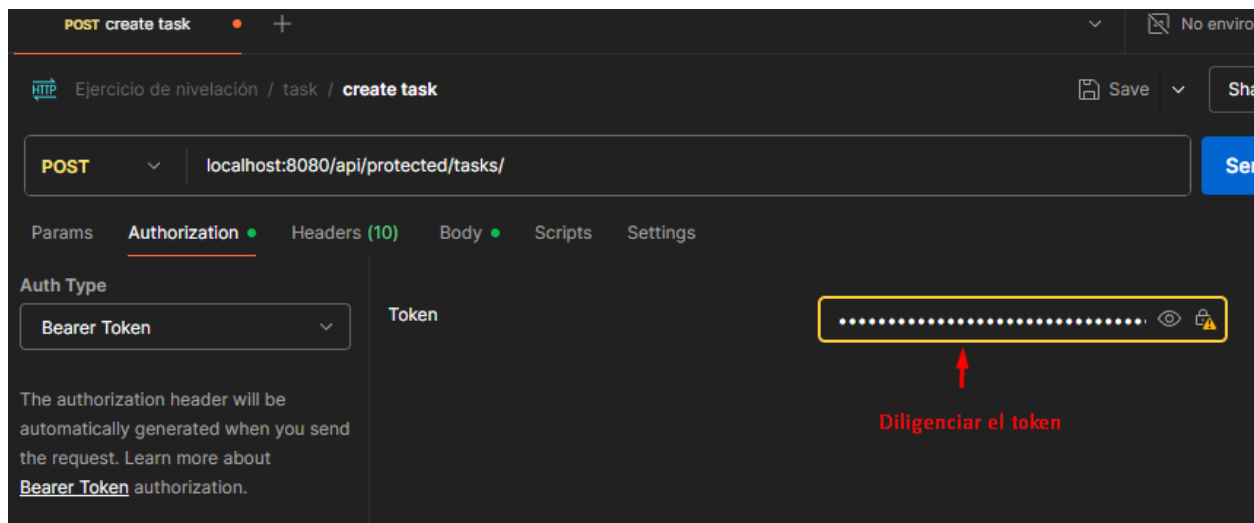 POST create task
No enviro
HTTP Ejercicio de nivelación / task / create task
Save
Sha
POST localhost:8080/api/protected/tasks/
Ser
Params Authorization Headers (10) Body Scripts Settings
Auth Type
Bearer Token
Token
The authorization header will be
automatically generated when you send
the request. Learn more about
Bearer Token authorization.
Diligenciar el token